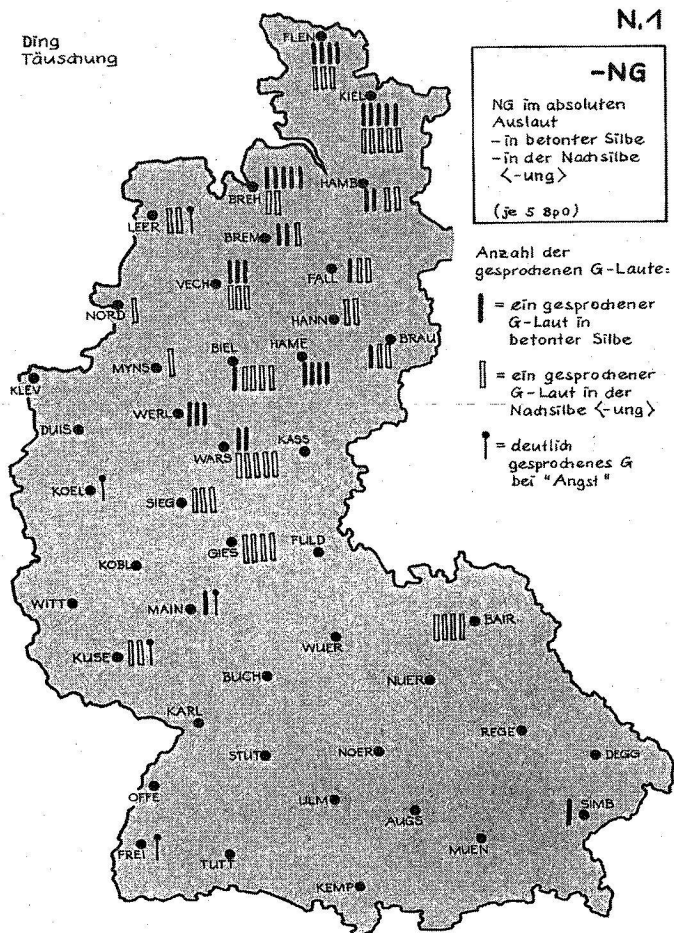 Ding
Täuschung
N.1
-NG
NG im absoluten
Auslaut
- in betonter Silbe
- in der Nachsilbe
<-ung>
(je 5 Bpo)
Anzahl der
gesprochenen G-Laute:
= ein gesprochener
G-Laut in
betonter Silbe
= ein gesprochener
G-Laut in der
Nachsilbe <-ung>
= deutlich
gesprochenes G
bei "Angst"
FLEN
KIEL
BREH
HAMB
LEER
BREM
VECH
FALL
NORD
HANN
BRAU
MYNS
BIEL
HAME
KLEV
WERL
DUIS
WARS
KASS
KOEL
SIEG
GIES
FULD
KOBL
WITT
MAIN
BAIR
WUER
KUSE
BUCH
NUER
KARL
REGE
STUT
NOER
DEGG
OFFE
ULM
AUGS
SIMB
FREI
TUTT
MUEN
KEMP